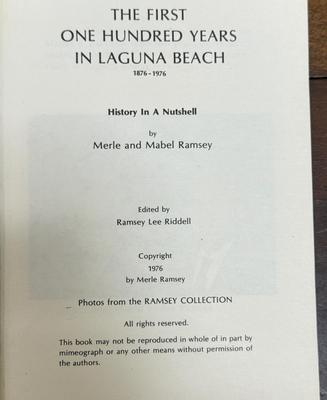 THE FIRST
ONE HUNDRED YEARS
IN LAGUNA BEACH
1876-1976
History In A Nutshell
by
Merle and Mabel Ramsey
Edited by
Ramsey Lee Riddell
Copyright
1976
by Merle Ramsey
Photos from the RAMSEY COLLECTION
All rights reserved.
This book may not be reproduced in whole of in part by
mimeograph or any other means without permission of
the authors.